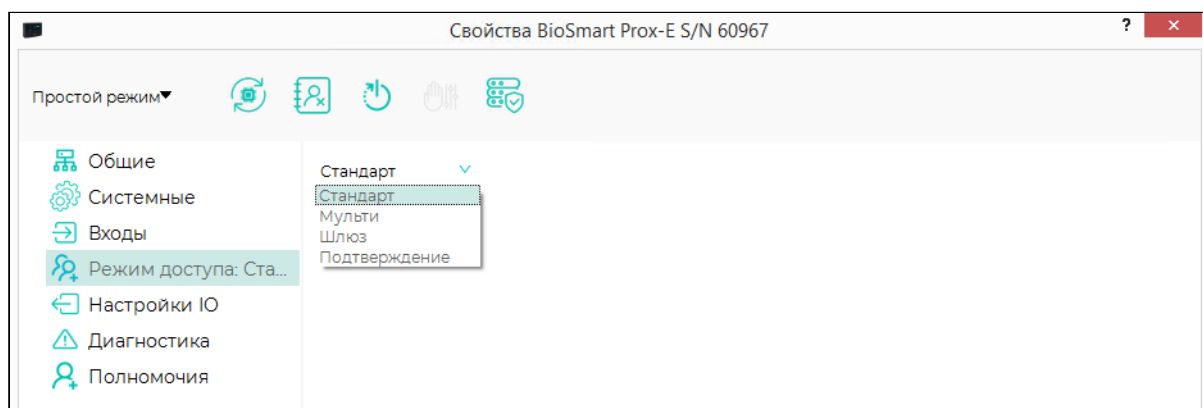 Свойства BioSmart Prox-E S/N 60967
?
Простой режим
Общие
Системные
Входы
Режим доступа: Ста...
Настройки IO
Диагностика
Полномочия
Стандарт
Стандарт
Мульти
Шлюз
Подтверждение